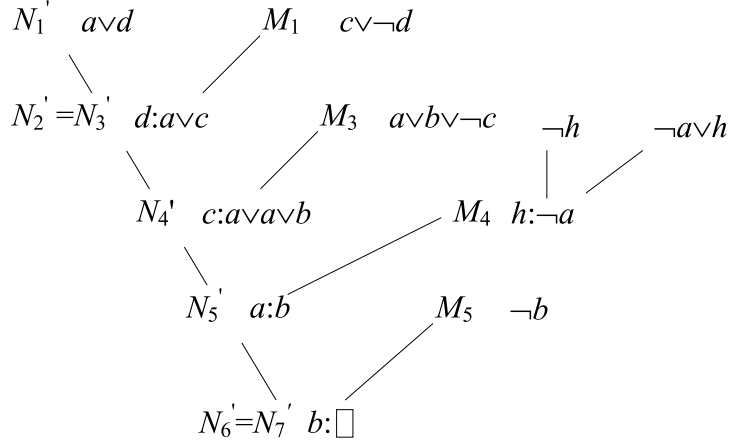 N₁' a∨d M₁ c∨¬d
N₂'=N₃' d:a∨c M₃ a∨b∨¬c ¬h ¬a∨h
N₄' c:a∨a∨b M₄ h:¬a
N₅' a:b M₅ ¬b
N₆'=N₇' b:□